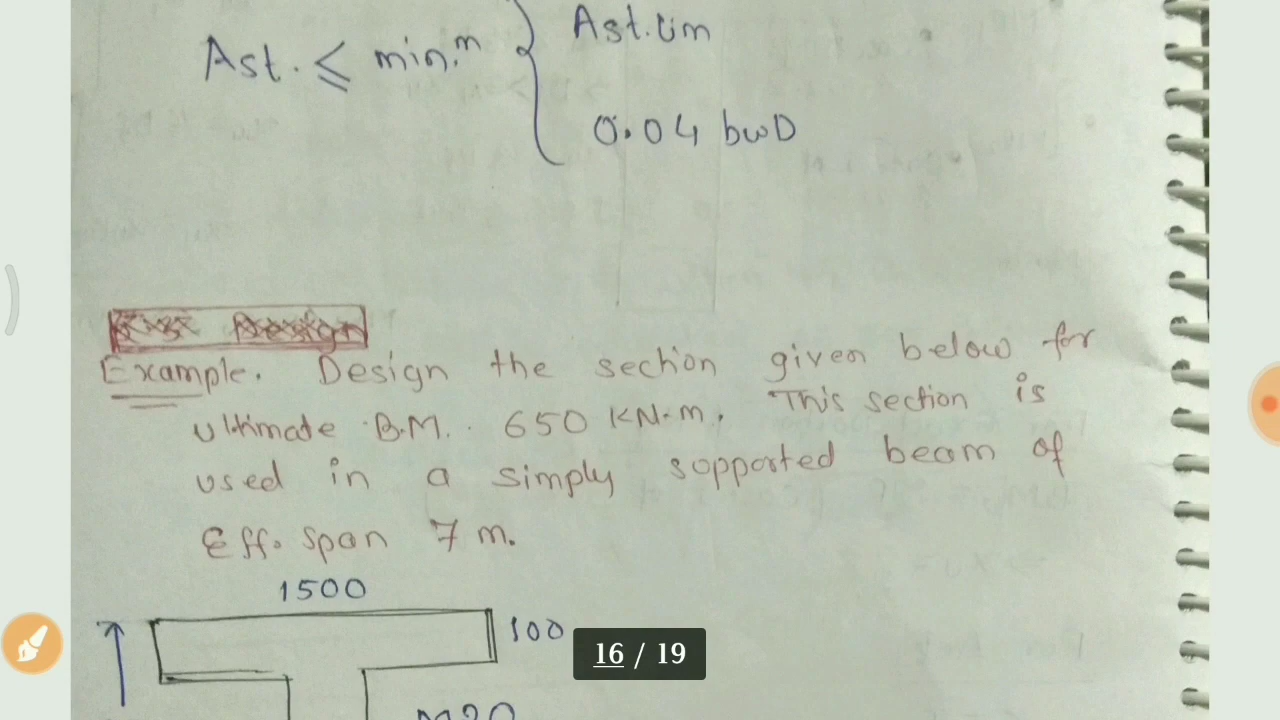 Ast. ≤ min.m { Ast.lim
0.04 bwD
Example. Design the section given below for
ultimate B.M. 650 KN-m. This section is
used in a simply supported beam of
Eff. span 7 m.
1500
100
16 / 19
M20